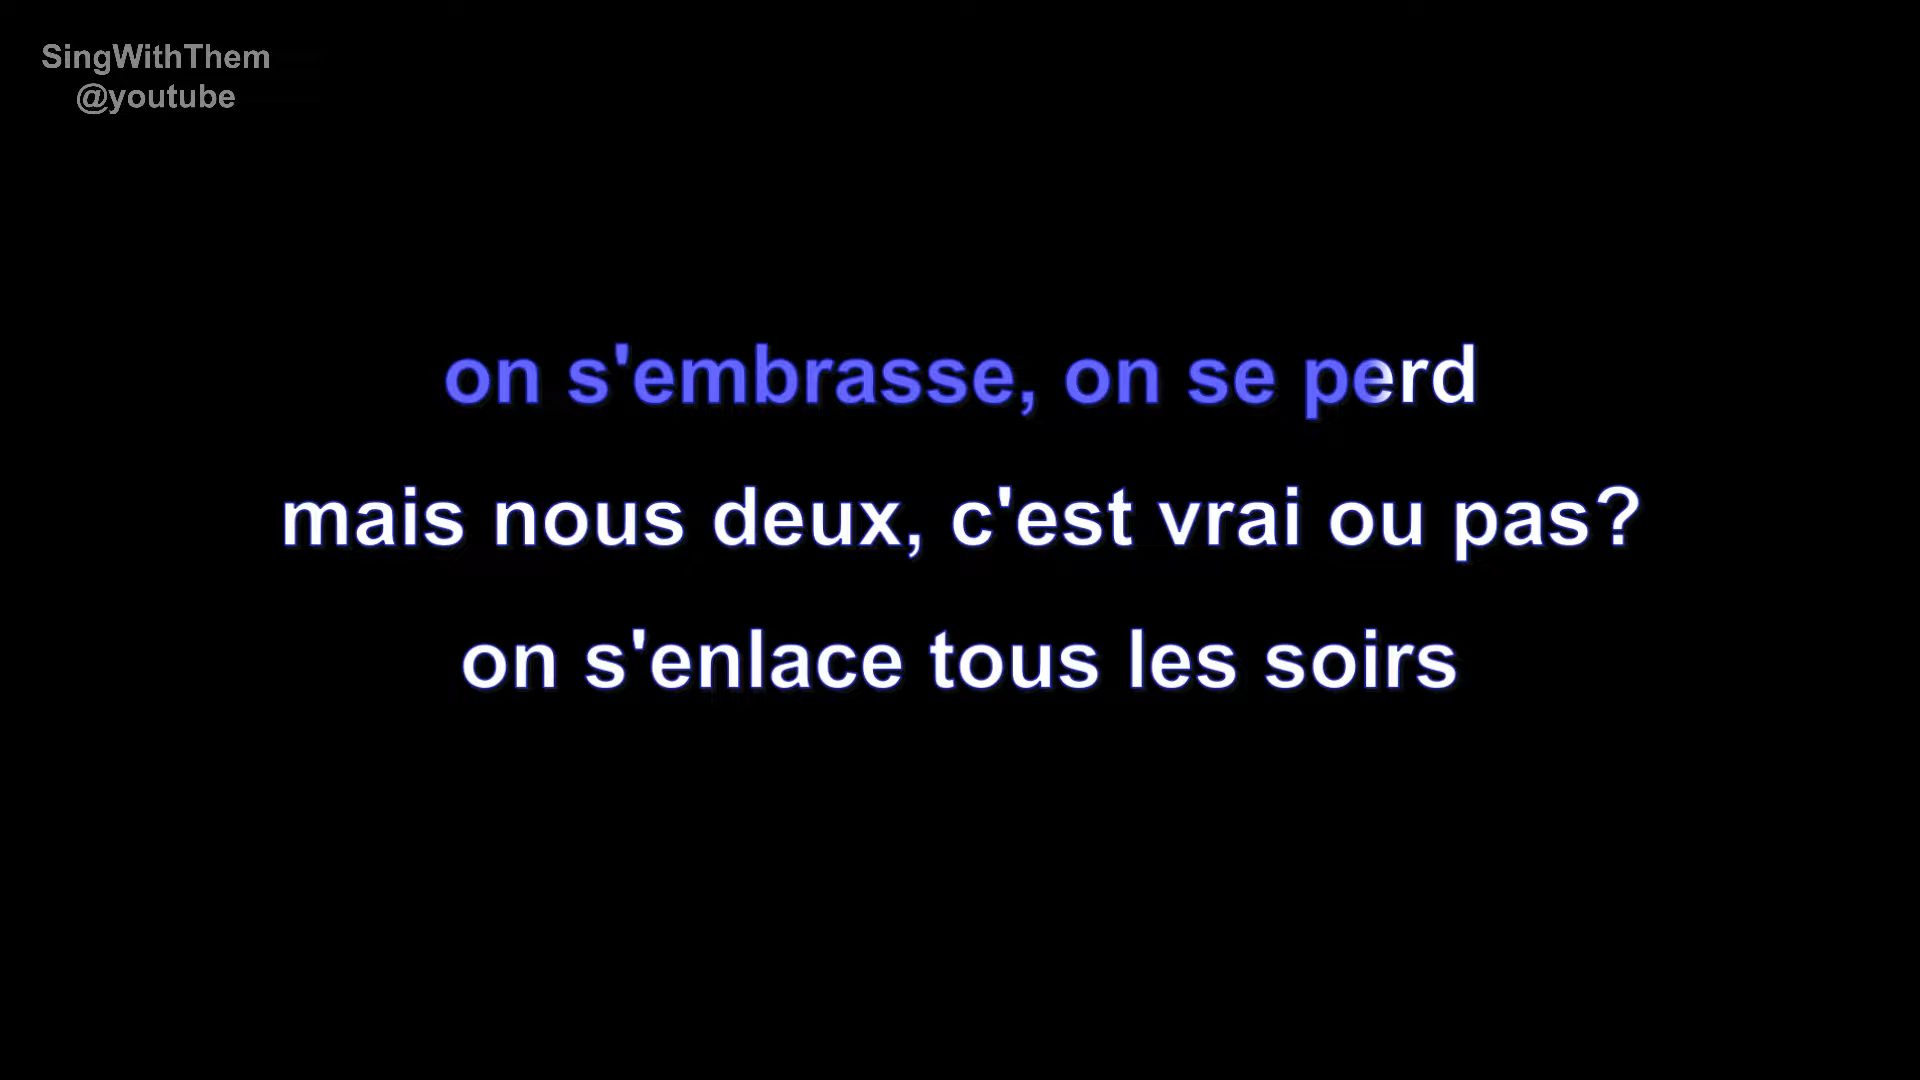 SingWithThem
@youtube
on s'embrasse, on se perd
mais nous deux, c'est vrai ou pas?
on s'enlace tous les soirs